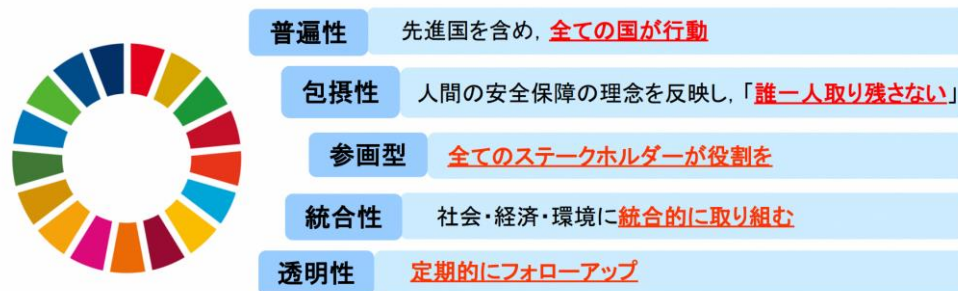 普遍性 先進国を含め，全ての国が行動
包摂性 人間の安全保障の理念を反映し，「誰一人取り残さない」
参画型 全てのステークホルダーが役割を
統合性 社会・経済・環境に統合的に取り組む
透明性 定期的にフォローアップ